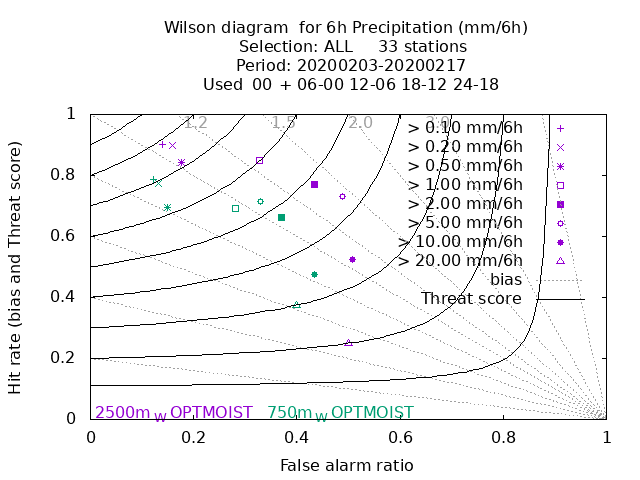 Wilson diagram  for 6h Precipitation (mm/6h)
Selection: ALL     33 stations
Period: 20200203-20200217
Used  00  + 06-00 12-06 18-12 24-18
Hit rate (bias and Threat score)
1
0.8
0.6
0.4
0.2
0
1.2
1.5
2.0
3.0
> 0.10 mm/6h
> 0.20 mm/6h
> 0.50 mm/6h
> 1.00 mm/6h
> 2.00 mm/6h
> 5.00 mm/6h
> 10.00 mm/6h
> 20.00 mm/6h
bias
Threat score
2500m W OPTMOIST   750m W OPTMOIST
0 0.2 0.4 0.6 0.8 1
False alarm ratio